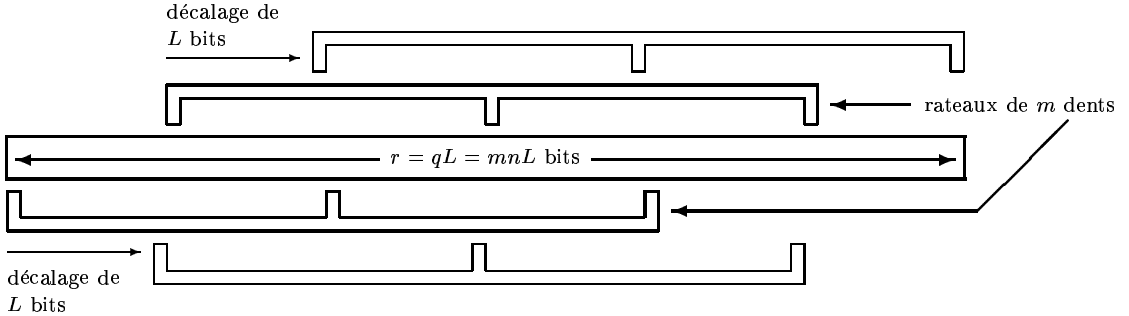 décalage de
L bits
rateaux de m dents
r = qL = mnL bits
décalage de
L bits